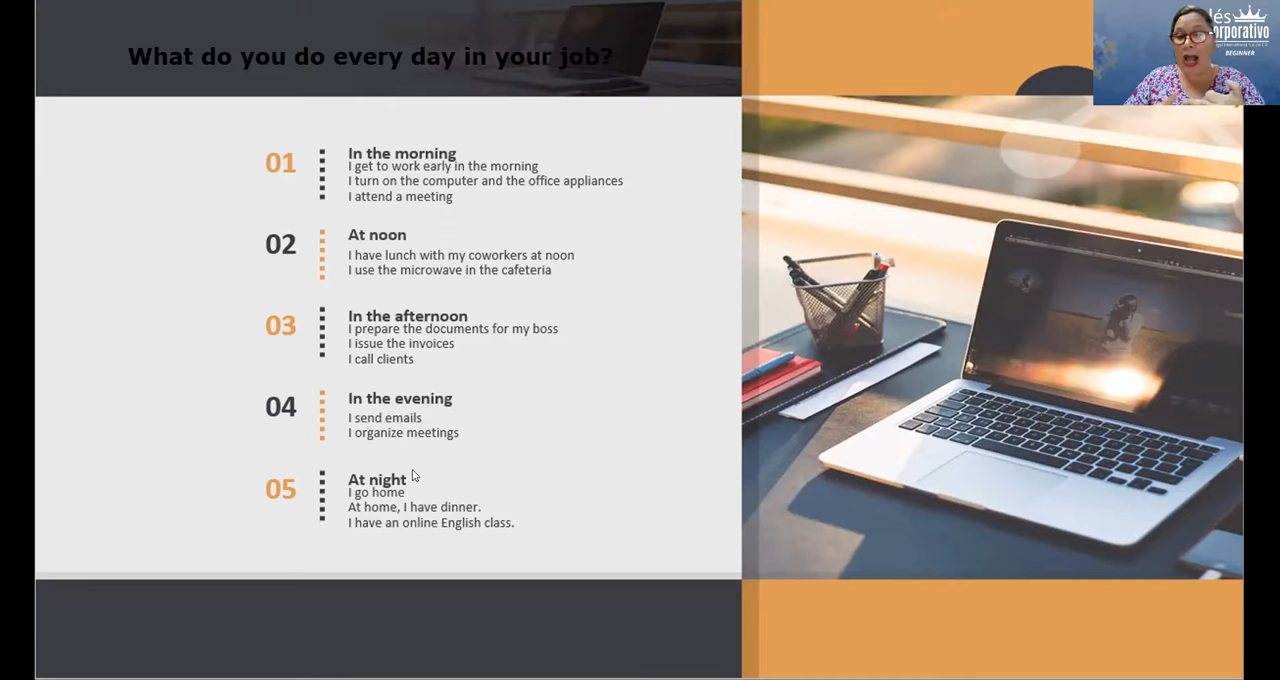 What do you do every day in your job?
lés
orporativo
BEGINNER
01
In the morning
I get to work early in the morning
I turn on the computer and the office appliances
I attend a meeting
02
At noon
I have lunch with my coworkers at noon
I use the microwave in the cafeteria
03
In the afternoon
I prepare the documents for my boss
I issue the invoices
I call clients
04
In the evening
I send emails
I organize meetings
05
At night
I go home
At home, I have dinner.
I have an online English class.